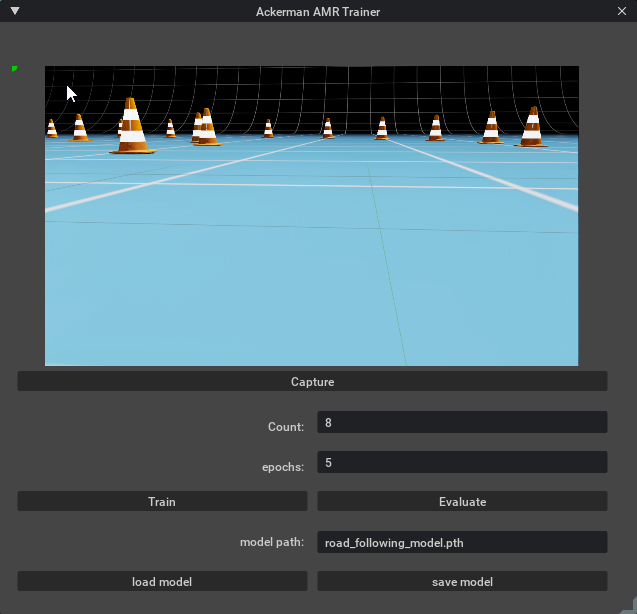 Ackerman AMR Trainer
Capture
Count: 8
epochs: 5
Train Evaluate
model path: road_following_model.pth
load model save model